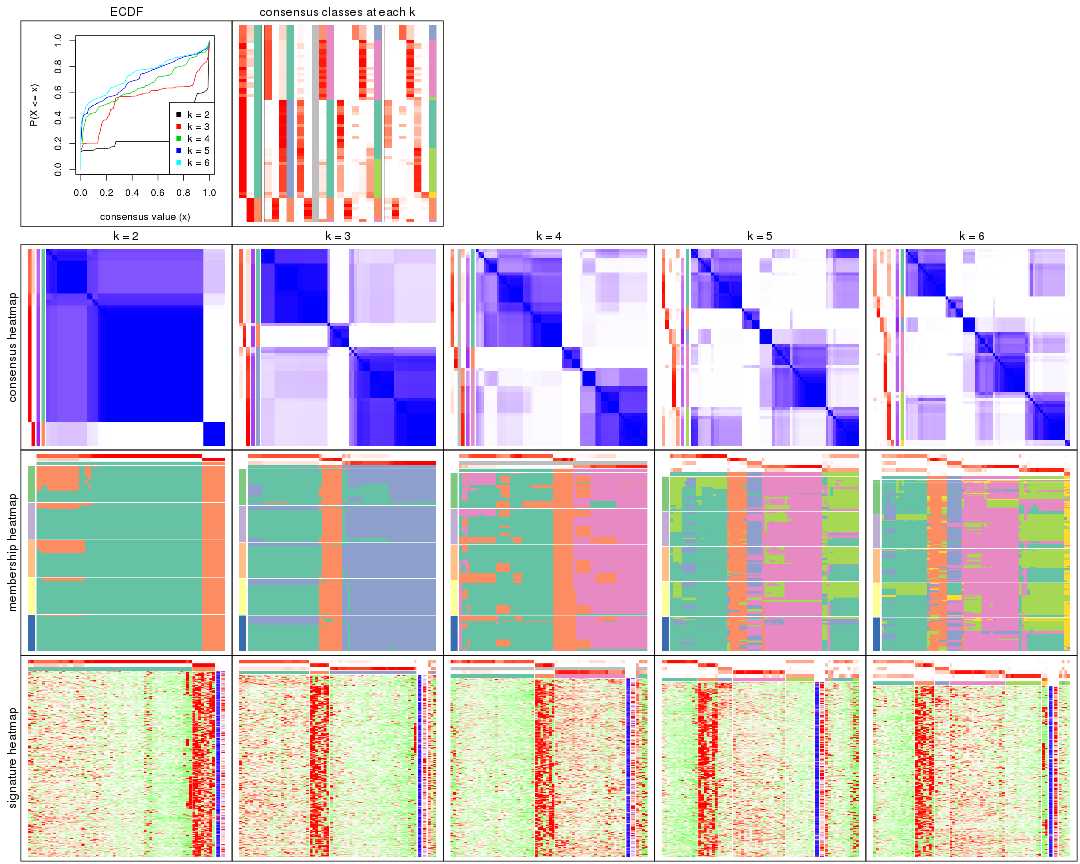 ECDF
consensus classes at each k
P(X <= x)
0.0 0.2 0.4 0.6 0.8 1.0
k = 2
k = 3
k = 4
k = 5
k = 6
0.0 0.2 0.4 0.6 0.8 1.0
consensus value (x)
k = 2
k = 3
k = 4
k = 5
k = 6
consensus heatmap
membership heatmap
signature heatmap